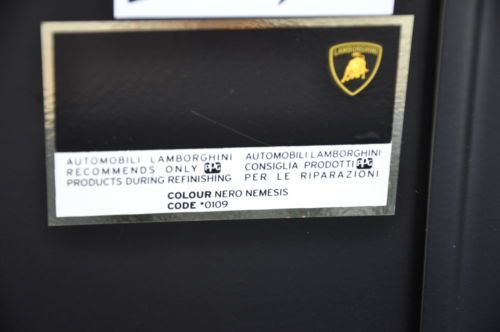 LAMBORGHINI
AUTOMOBILI LAMBORGHINI
RECOMMENDS ONLY PPG
PRODUCTS DURING REFINISHING
AUTOMOBILI LAMBORGHINI
CONSIGLIA PRODOTTI PPG
PER LE RIPARAZIONI
COLOUR NERO NEMESIS
CODE *0109